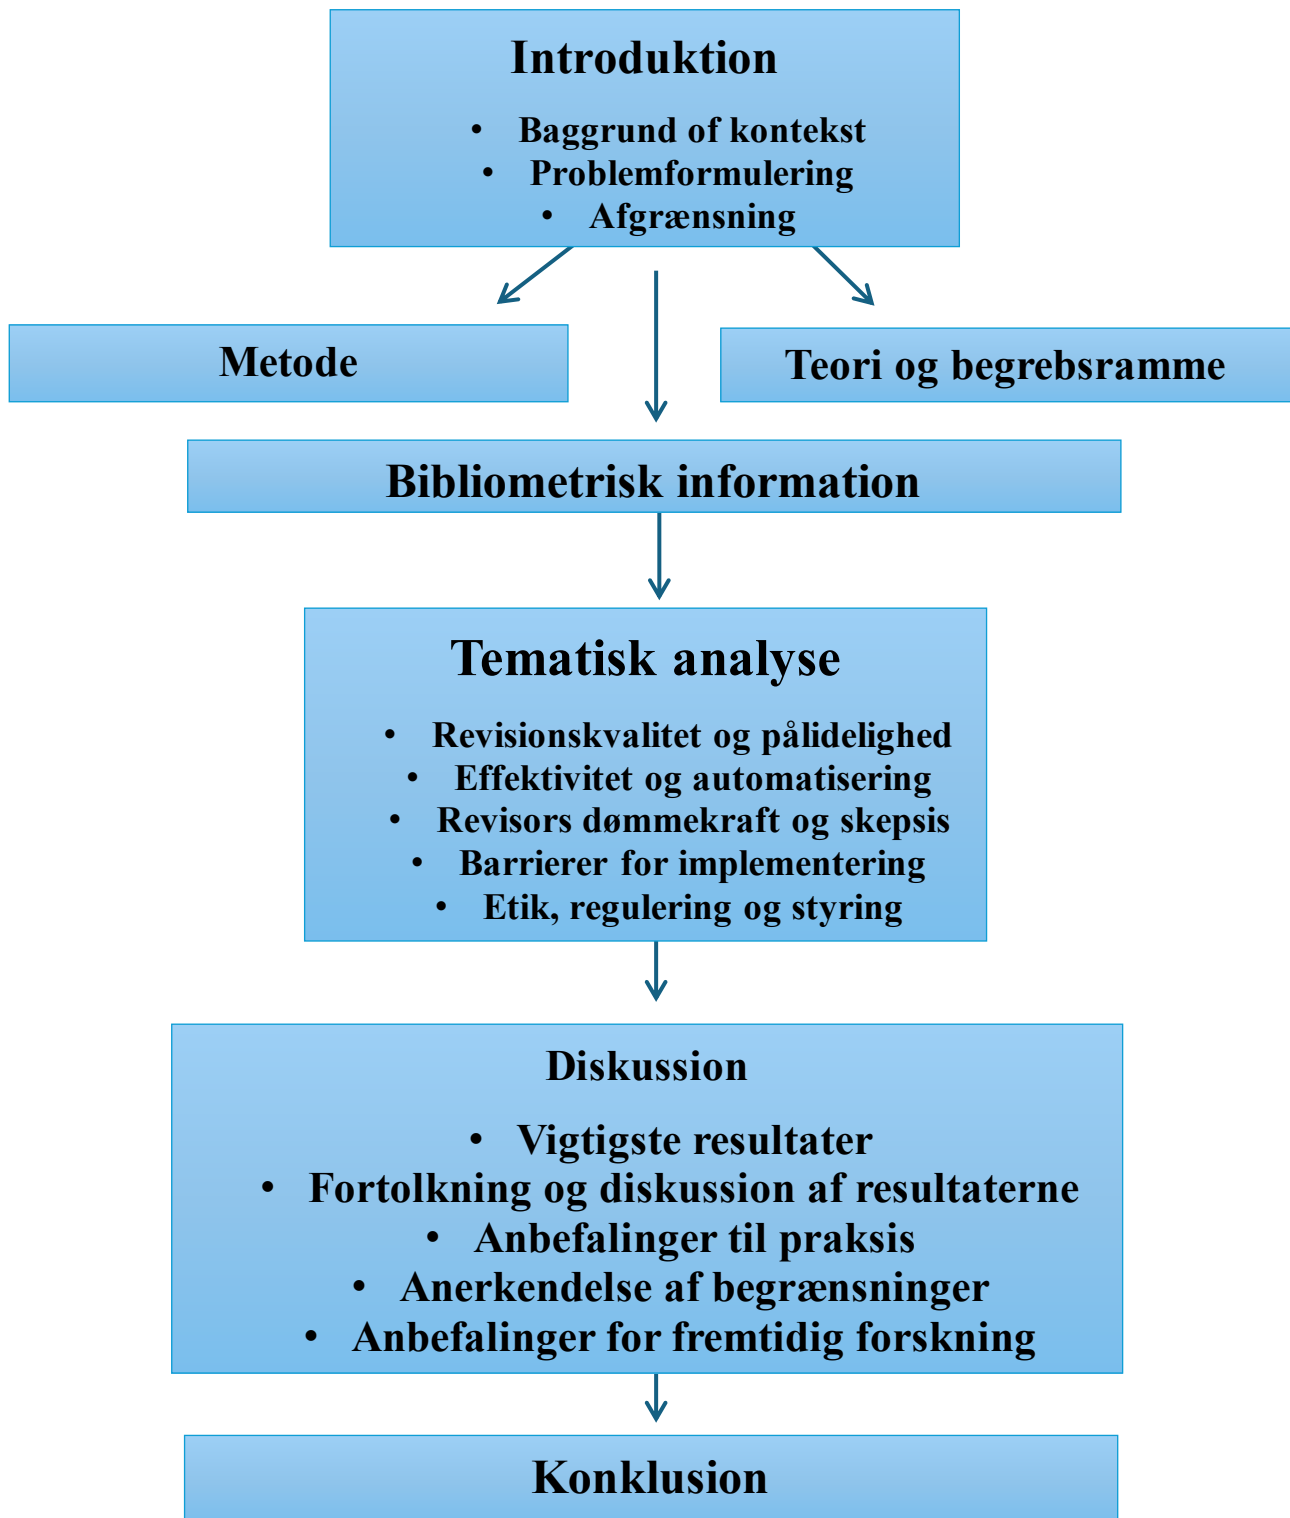 Introduktion
• Baggrund of kontekst
• Problemformulering
• Afgrænsning
Metode
Teori og begrebsramme
Bibliometrisk information
Tematisk analyse
• Revisionskvalitet og pålidelighed
• Effektivitet og automatisering
• Revisors dømmekraft og skepsis
• Barrierer for implementering
• Etik, regulering og styring
Diskussion
• Vigtigste resultater
• Fortolkning og diskussion af resultaterne
• Anbefalinger til praksis
• Anerkendelse af begrænsninger
• Anbefalinger for fremtidig forskning
Konklusion